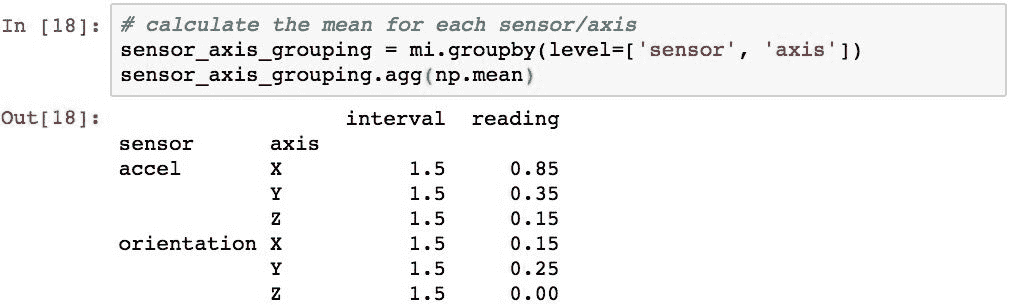 In [18]: # calculate the mean for each sensor/axis
sensor_axis_grouping = mi.groupby(level=['sensor', 'axis'])
sensor_axis_grouping.agg(np.mean)
Out[18]: interval reading
sensor axis
accel X 1.5 0.85
Y 1.5 0.35
Z 1.5 0.15
orientation X 1.5 0.15
Y 1.5 0.25
Z 1.5 0.00